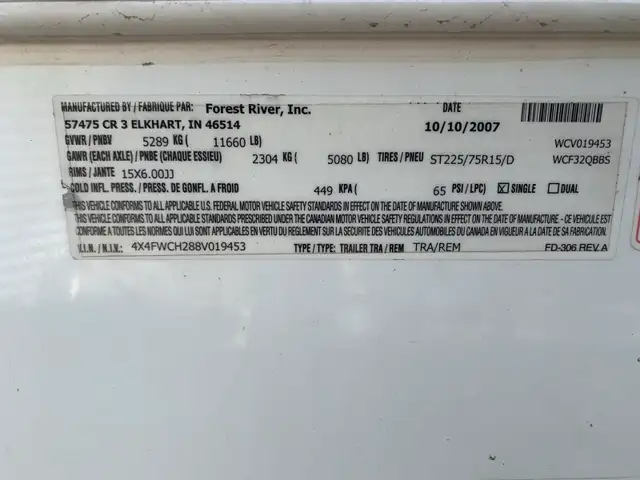 MANUFACTURED BY / FABRIQUE PAR: Forest River, Inc. DATE
57475 CR 3 ELKHART, IN 46514 10/10/2007
GVWR / PNBV 5289 KG ( 11660 LB) WCV019453
GAWR (EACH AXLE) / PNBE (CHAQUE ESSIEU) 2304 KG ( 5080 LB) TIRES / PNEU ST225/75R15/D WCF32QBBS
RIMS / JANTE 15X6.00JJ
COLD INFL. PRESS. / PRESS. DE GONFL. A FROID 449 KPA ( 65 PSI / LPC) ☑ SINGLE ☐ DUAL
THIS VEHICLE CONFORMS TO ALL APPLICABLE U.S. FEDERAL MOTOR VEHICLE SAFETY STANDARDS IN EFFECT ON THE DATE OF MANUFACTURE SHOWN ABOVE.
THIS VEHICLE CONFORMS TO ALL APPLICABLE STANDARDS PRESCRIBED UNDER THE CANADIAN MOTOR VEHICLE SAFETY REGULATIONS IN EFFECT ON THE DATE OF MANUFACTURE - CE
VEHICULE EST CONFORME A TOUTES LES NORMES QUI LUI SONT APPLICABLES EN VERTU DU REGLEMENT SUR LA SECURITE DES VEHICULES AUTOMOBILES DU CANADA EN VIGUEUR A LA DATE DE SA FABRICATION.
V.I.N. / N.I.N: 4X4FWCH288V019453 TYPE / TYPE: TRAILER TRA / REM TRA/REM FD-306 REV. A